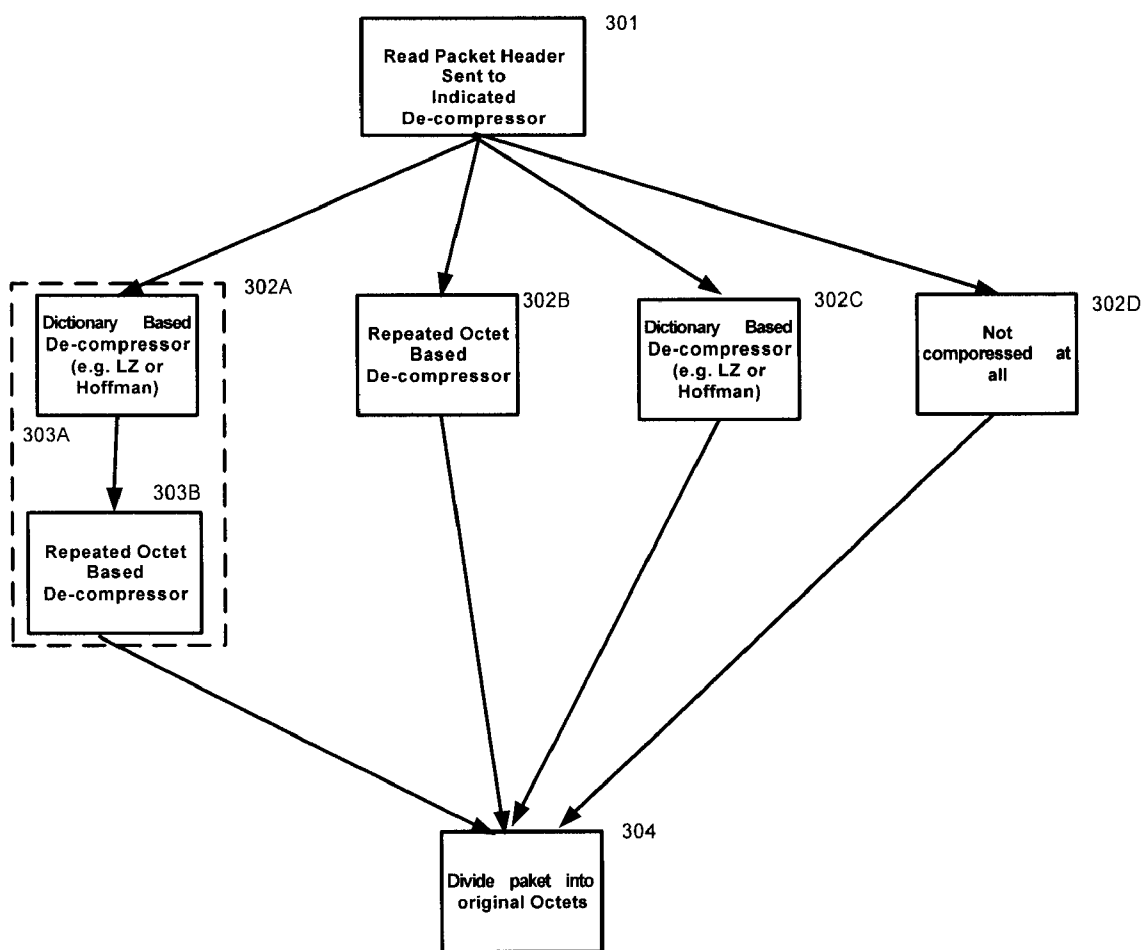 301
Read Packet Header
Sent to
Indicated
De-compressor
302A
Dictionary Based
De-compressor
(e.g. LZ or
Hoffman)
303A
303B
Repeated Octet
Based
De-compressor
302B
Repeated Octet
Based
De-compressor
302C
Dictionary Based
De-compressor
(e.g. LZ or
Hoffman)
302D
Not
comporessed at
all
304
Divide paket into
original Octets